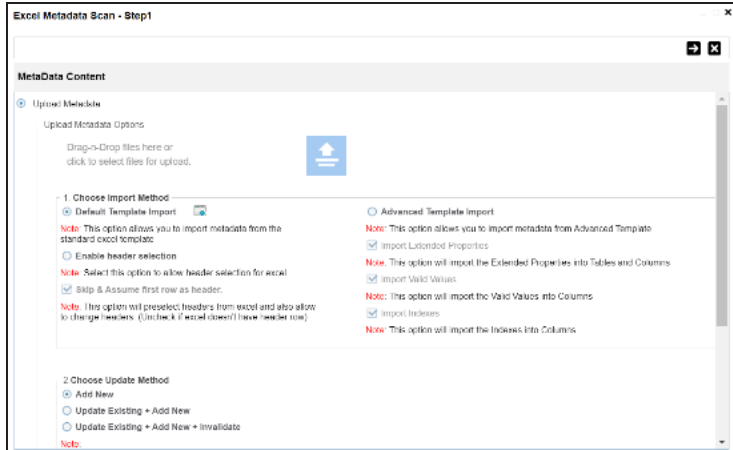 Excel Metadata Scan - Step1
MetaData Content
Upload Metadata
Upload Metadata Options
Drag-n-Drop files here or
click to select files for upload.
1. Choose Import Method
Default Template Import
Note: This option allows you to import metadata from the
standard excel template
Enable header selection
Note: Select this option to allow header selection for excel
Skip & Assume first row as header.
Note: This option will preselect headers from excel and also allow
to change headers. (Uncheck if excel doesn't have header row)
Advanced Template Import
Note: This option allows you to import metadata from Advanced Template
Import Extended Properties
Note: This option will import the Extended Properties into Tables and Columns
Import Valid Values
Note: This option will import the Valid Values into Columns
Import Indexes
Note: This option will import the Indexes into Columns
2.Choose Update Method
Add New
Update Existing + Add New
Update Existing + Add New + Invalidate
Note: